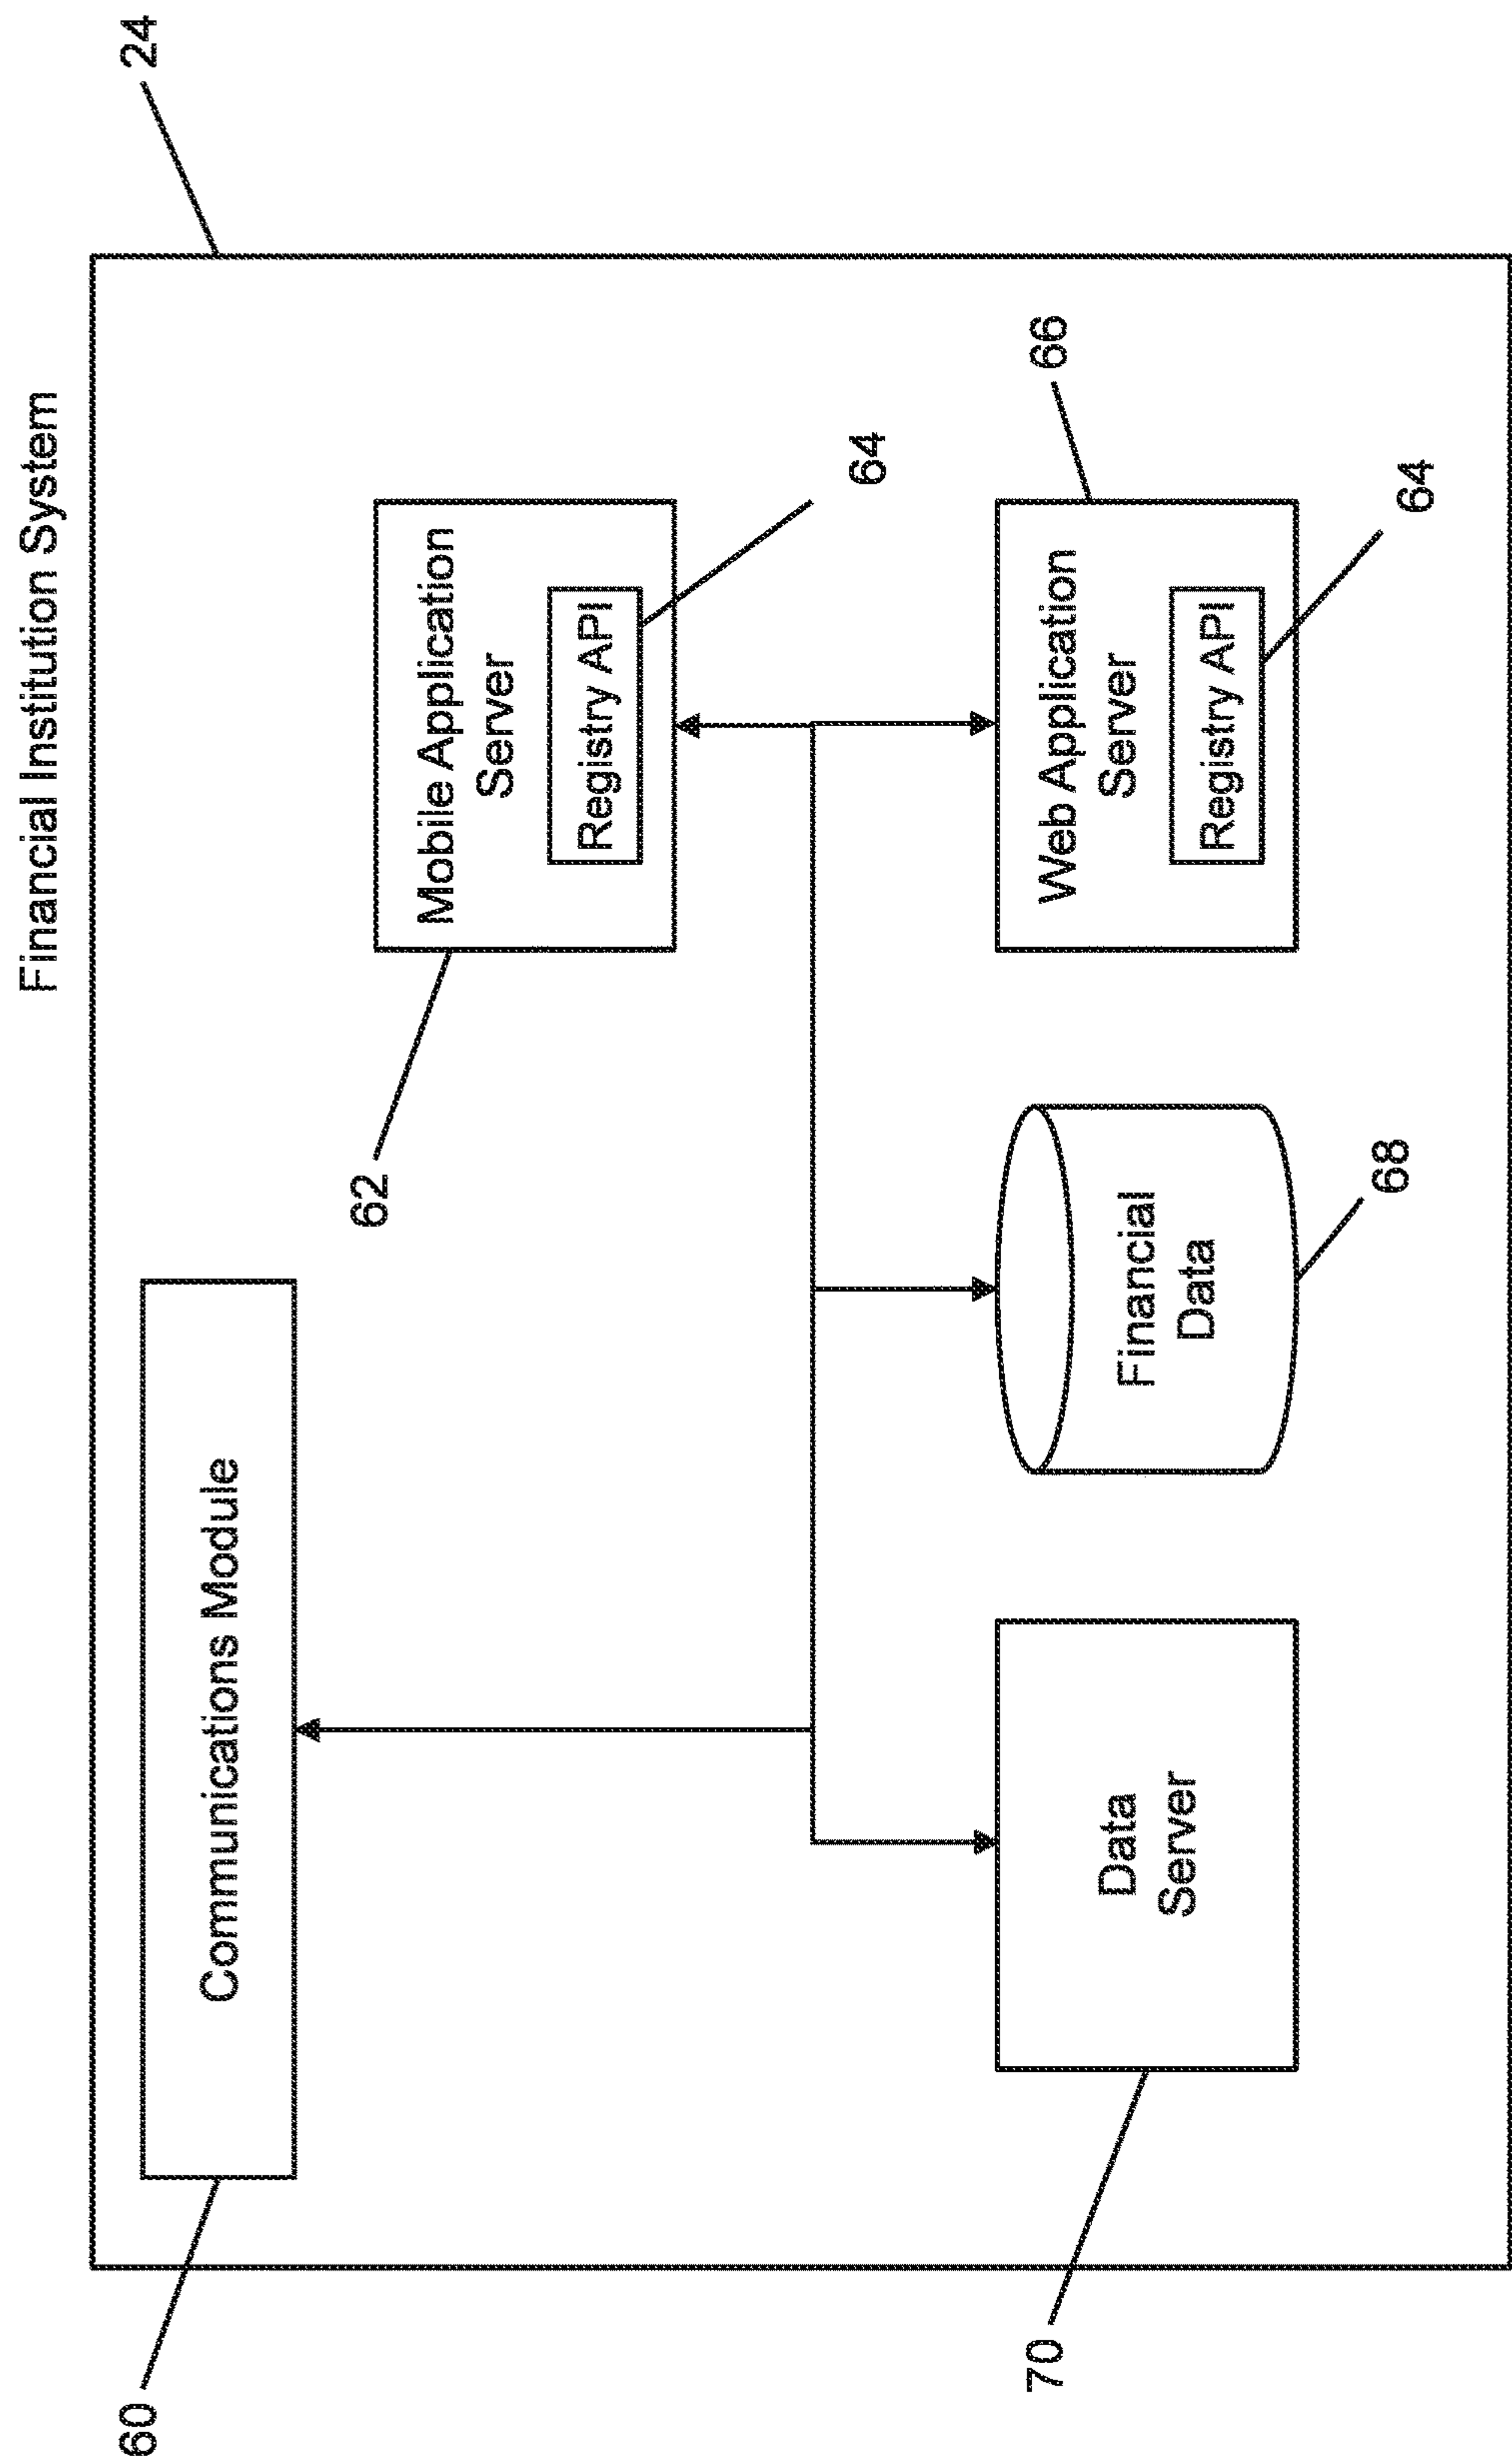 Financial Institution System
24
60
Communications Module
62
Mobile Application
Server
Registry API
64
70
Data
Server
Financial
Data
68
66
Web Application
Server
Registry API
64